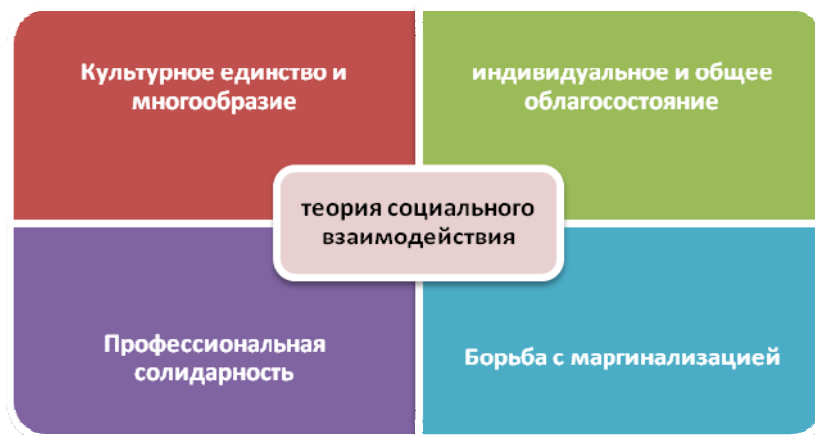 Культурное единство и
многообразие
индивидуальное и общее
облагосостояние
теория социального
взаимодействия
Профессиональная
солидарность
Борьба с маргинализацией